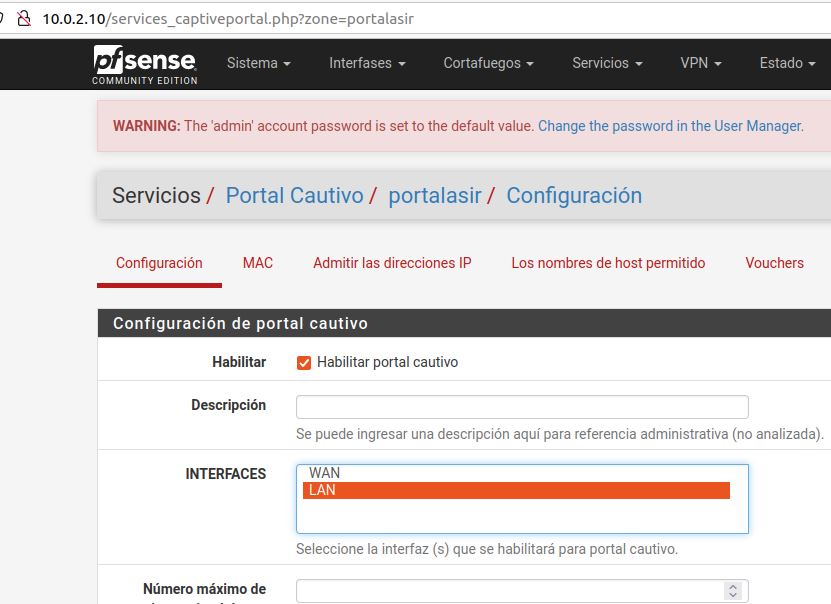 10.0.2.10/services_captiveportal.php?zone=portalasir
pfsense
COMMUNITY EDITION
Sistema Interfases Cortafuegos Servicios VPN Estado
WARNING: The 'admin' account password is set to the default value. Change the password in the User Manager.
Servicios / Portal Cautivo / portalasir / Configuración
Configuración MAC Admitir las direcciones IP Los nombres de host permitido Vouchers
Configuración de portal cautivo
Habilitar Habilitar portal cautivo
Descripción
Se puede ingresar una descripción aquí para referencia administrativa (no analizada).
INTERFACES WAN
LAN
Seleccione la interfaz (s) que se habilitará para portal cautivo.
Número máximo de